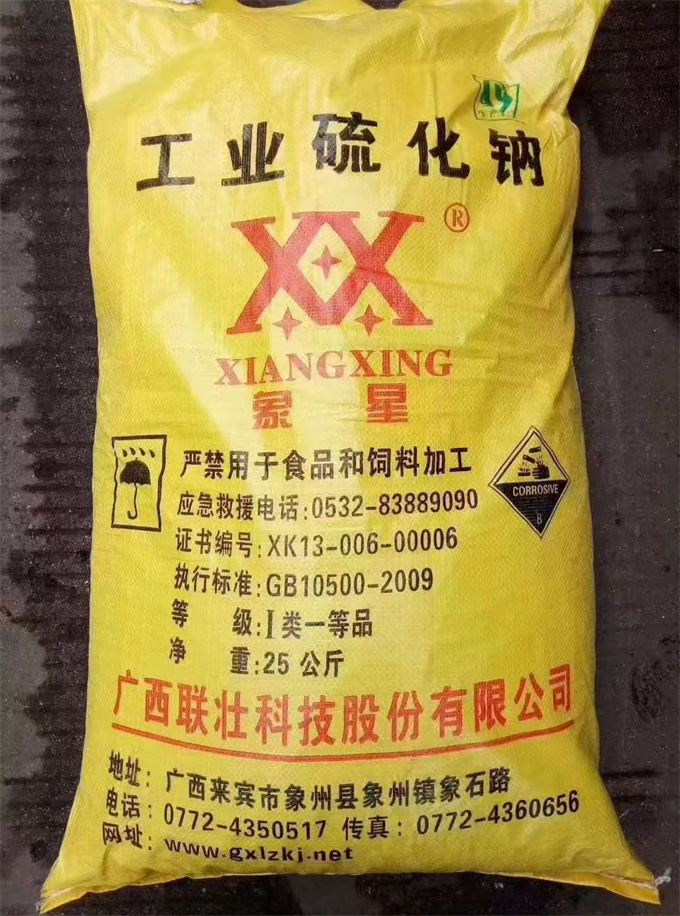 工业硫化钠
XX®
XIANGXING
象星
严禁用于食品和饲料加工
应急救援电话:0532-83889090
CORROSIVE
8
证书编号:XK13-006-00006
执行标准:GB10500-2009
等级:I类一等品
净重:25公斤
广西联壮科技股份有限公司
地址:广西来宾市象州县象州镇象石路
电话:0772-4350517 传真:0772-4360656
网址:www.gxlzkj.net